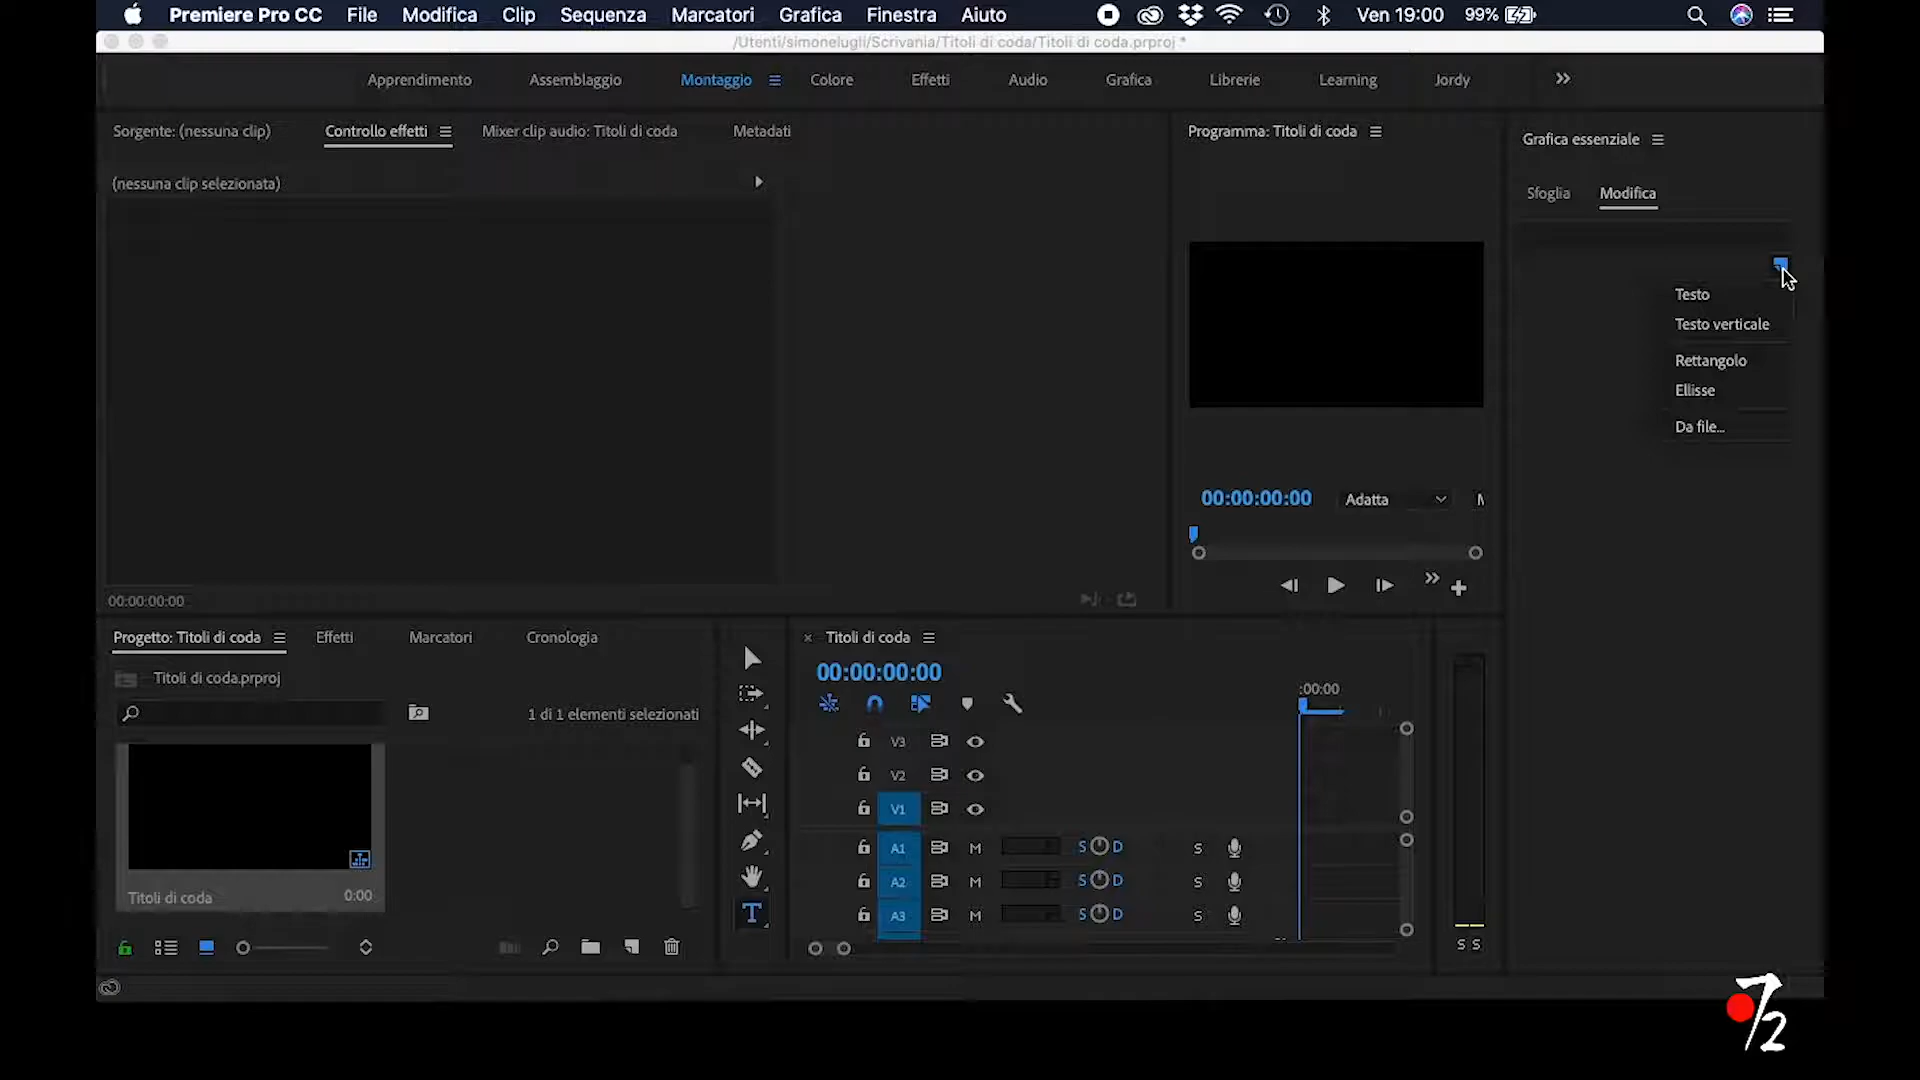 Premiere Pro CC File Modifica Clip Sequenza Marcatori Grafica Finestra Aiuto Ven 19:00 99%
/Utenti/simonelugli/Scrivania/Titoli di coda/Titoli di coda.prproj *
Apprendimento Assemblaggio Montaggio Colore Effetti Audio Grafica Librerie Learning Jordy
Sorgente: (nessuna clip) Controllo effetti Mixer clip audio: Titoli di coda Metadati
Programma: Titoli di coda
Grafica essenziale
(nessuna clip selezionata)
Sfoglia Modifica
Testo
Testo verticale
Rettangolo
Ellisse
Da file...
00:00:00:00 Adatta
00:00:00:00
Progetto: Titoli di coda Effetti Marcatori Cronologia
Titoli di coda.prproj
1 di 1 elementi selezionati
Titoli di coda 0:00
× Titoli di coda
00:00:00:00
:00:00
V3
V2
V1
A1 M S D S
A2 M S D S
A3 M S D S
S S
7/2